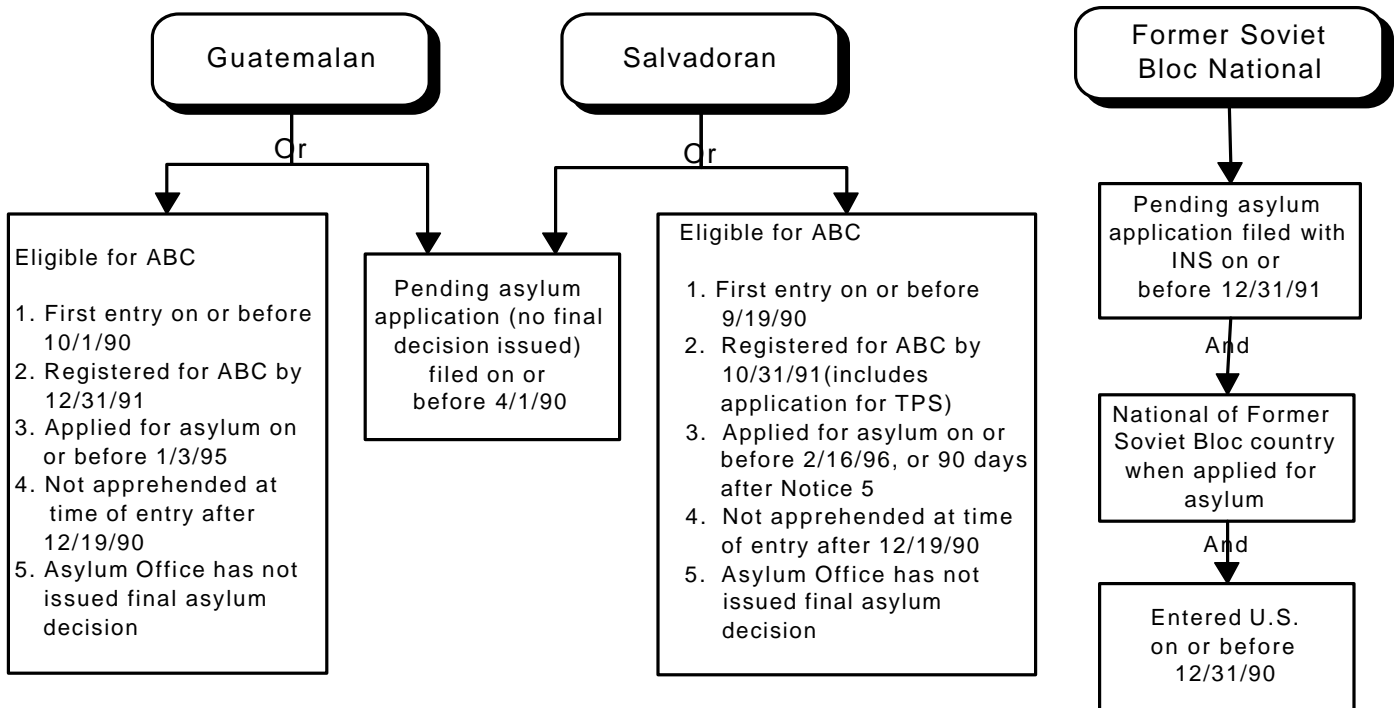 Guatemalan
Or
Eligible for ABC
1. First entry on or before
10/1/90
2. Registered for ABC by
12/31/91
3. Applied for asylum on
or before 1/3/95
4. Not apprehended at
time of entry after
12/19/90
5. Asylum Office has not
issued final asylum
decision
Pending asylum
application (no final
decision issued)
filed on or
before 4/1/90
Salvadoran
Or
Eligible for ABC
1. First entry on or before
9/19/90
2. Registered for ABC by
10/31/91(includes
application for TPS)
3. Applied for asylum on or
before 2/16/96, or 90 days
after Notice 5
4. Not apprehended at time
of entry after 12/19/90
5. Asylum Office has not
issued final asylum
decision
Former Soviet
Bloc National
Pending asylum
application filed with
INS on or
before 12/31/91
And
National of Former
Soviet Bloc country
when applied for
asylum
And
Entered U.S.
on or before
12/31/90